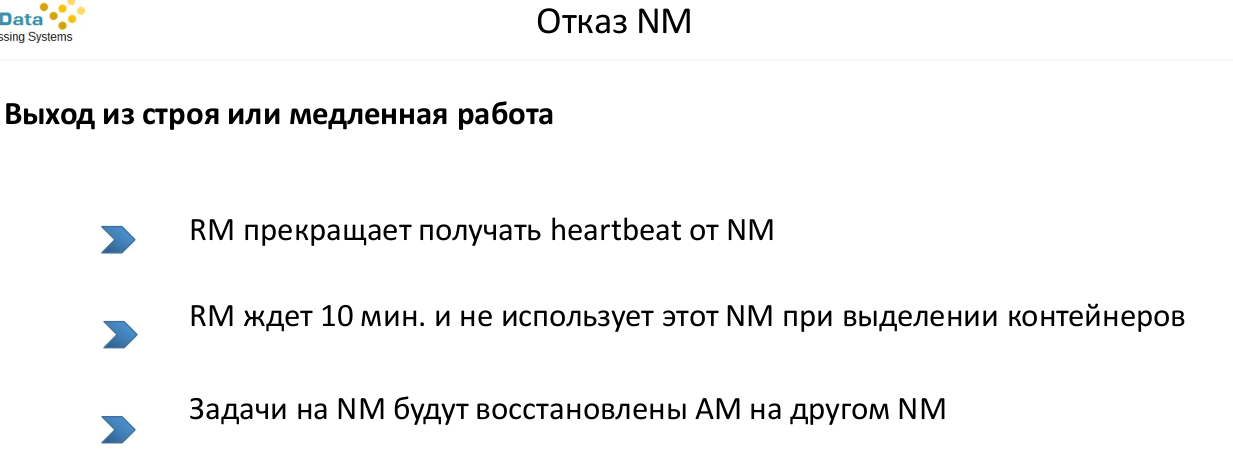 Data
ssing Systems
Отказ NM
Выход из строя или медленная работа
RM прекращает получать heartbeat от NM
RM ждет 10 мин. и не использует этот NM при выделении контейнеров
Задачи на NM будут восстановлены AM на другом NM